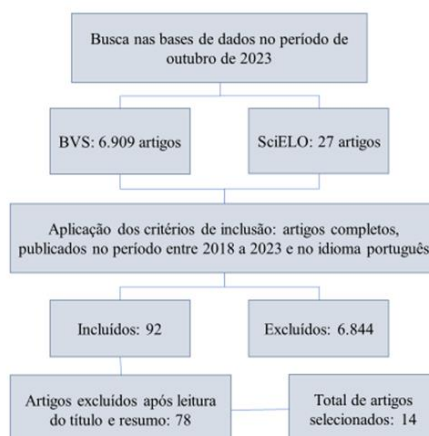 Busca nas bases de dados no período de
outubro de 2023
BVS: 6.909 artigos
SciELO: 27 artigos
Aplicação dos critérios de inclusão: artigos completos,
publicados no período entre 2018 a 2023 e no idioma português
Incluídos: 92
Excluídos: 6.844
Artigos excluídos após leitura
do título e resumo: 78
Total de artigos
selecionados: 14